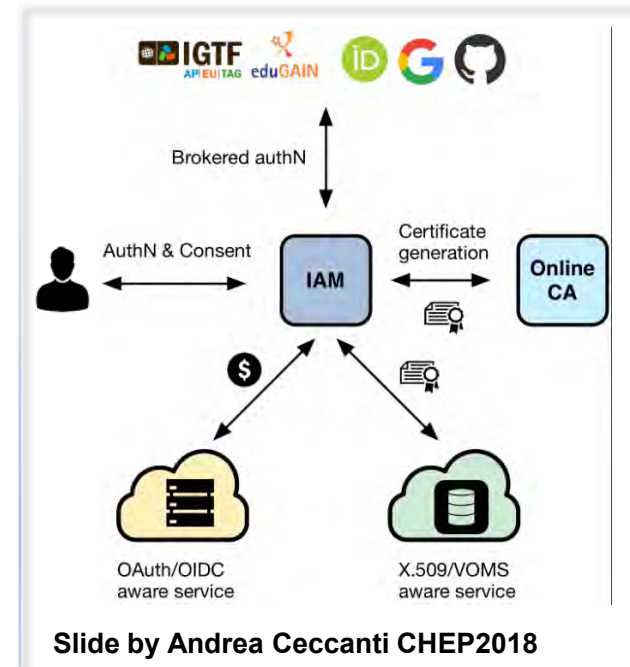 IGTF
AP|EU|TAG
eduGAIN
iD
G
Brokered authN
AuthN & Consent
IAM
Certificate
generation
Online
CA
$
OAuth/OIDC
aware service
X.509/VOMS
aware service
Slide by Andrea Ceccanti CHEP2018